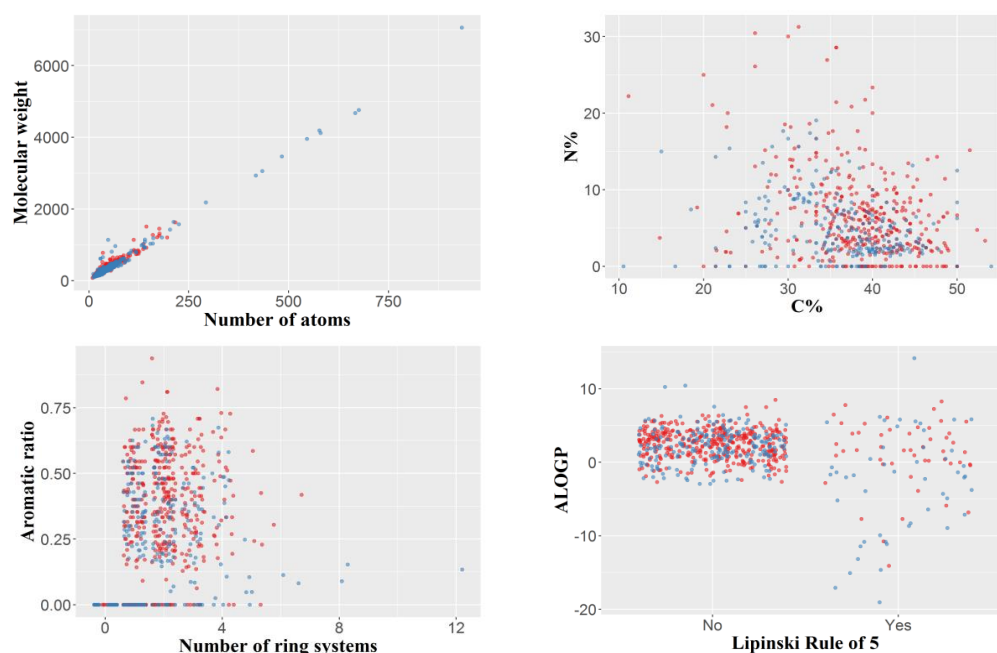 6000
4000
2000
0
Molecular weight
0
250
500
750
Number of atoms
30
20
10
0
N%
10
20
30
40
50
C%
0.75
0.50
0.25
0.00
Aromatic ratio
0
4
8
12
Number of ring systems
10
0
-10
-20
ALOGP
No
Yes
Lipinski Rule of 5